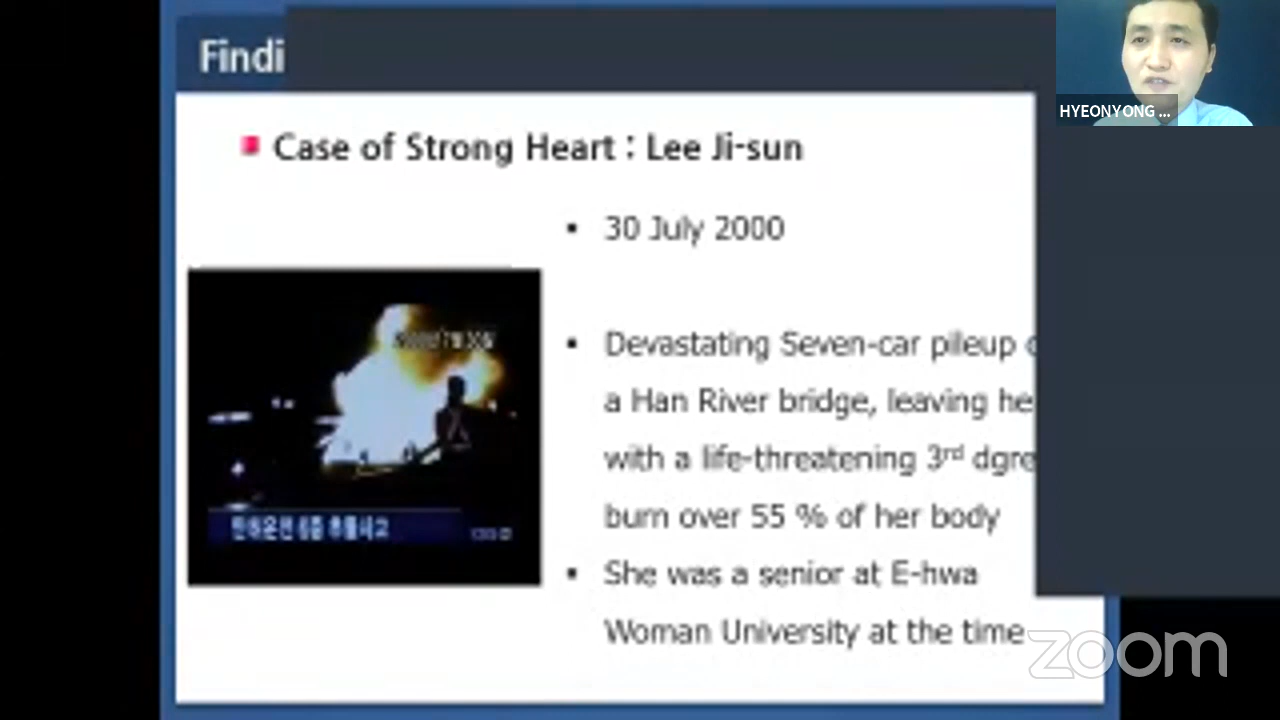 Findi
HYEONYONG ...
Case of Strong Heart : Lee Ji-sun
30 July 2000
Devastating Seven-car pileup
a Han River bridge, leaving he
with a life-threatening 3rd dgre
burn over 55 % of her body
She was a senior at E-hwa
Woman University at the time
zoom